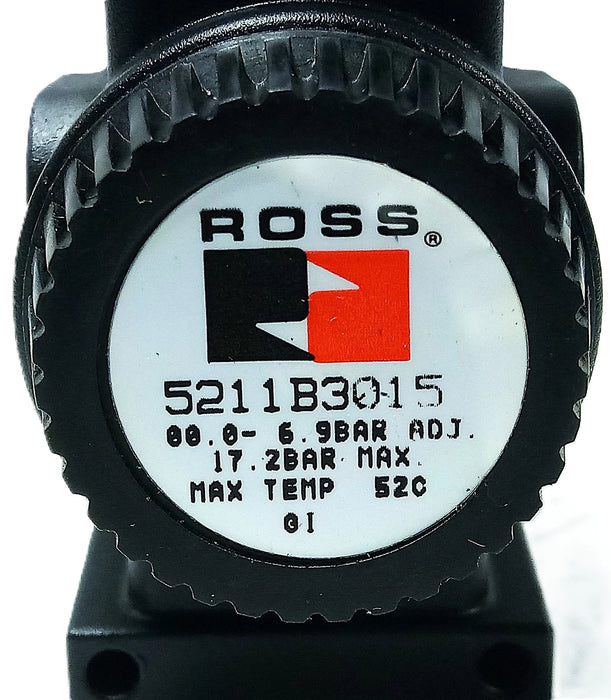 ROSS®
5211B3015
00.0- 6.9BAR ADJ.
17.2BAR MAX.
MAX TEMP 52C
GI